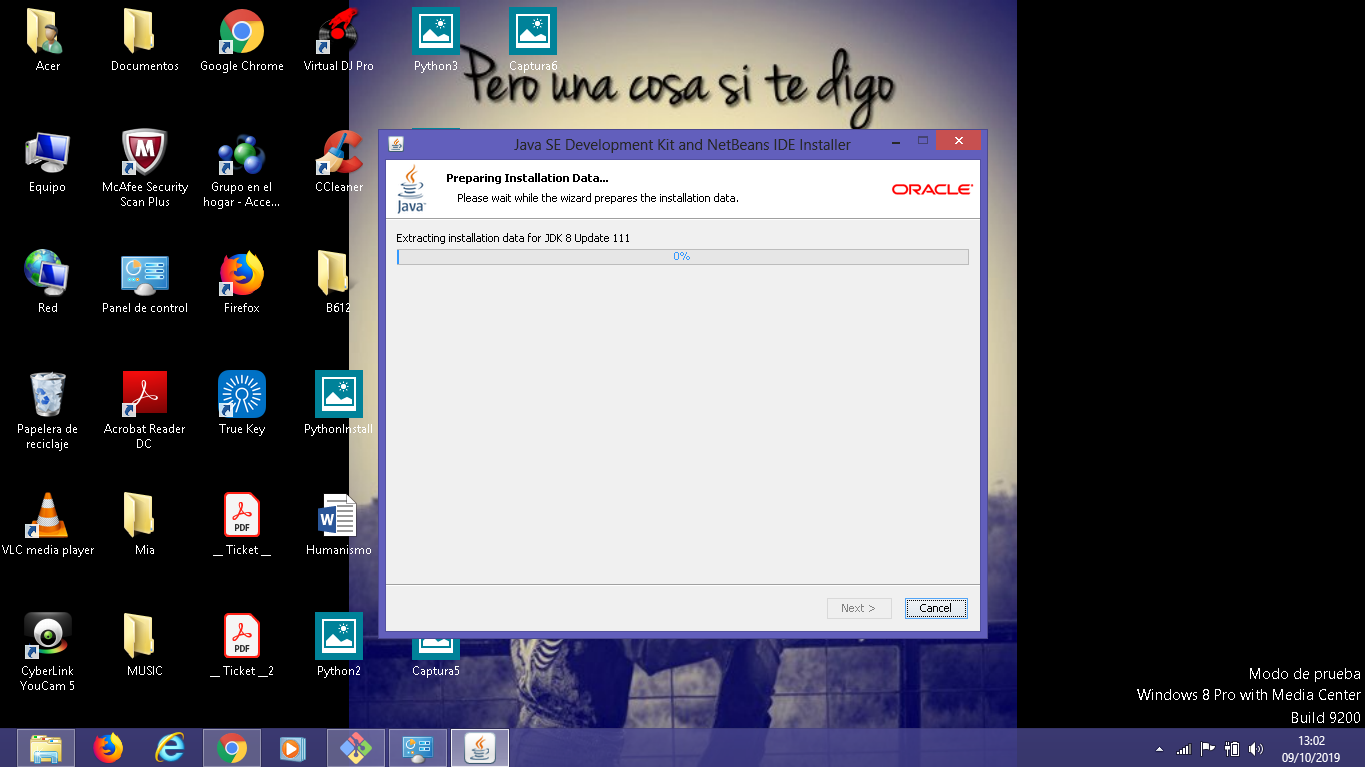 Pero una cosa si te digo
Acer
Documentos
Google Chrome
Virtual DJ Pro
Python3
Captura6
Equipo
McAfee Security
Scan Plus
Grupo en el
hogar - Acce...
CCleaner
Red
Panel de control
Firefox
B612
Papelera de
reciclaje
Acrobat Reader
DC
True Key
PythonInstall
VLC media player
Mia
PDF
__ Ticket __
W
Humanismo
CyberLink
YouCam 5
MUSIC
PDF
__ Ticket __2
Python2
Captura5
Java SE Development Kit and NetBeans IDE Installer
Java
Preparing Installation Data...
Please wait while the wizard prepares the installation data.
ORACLE
Extracting installation data for JDK 8 Update 111
0%
Next >
Cancel
Modo de prueba
Windows 8 Pro with Media Center
Build 9200
13:02
09/10/2019